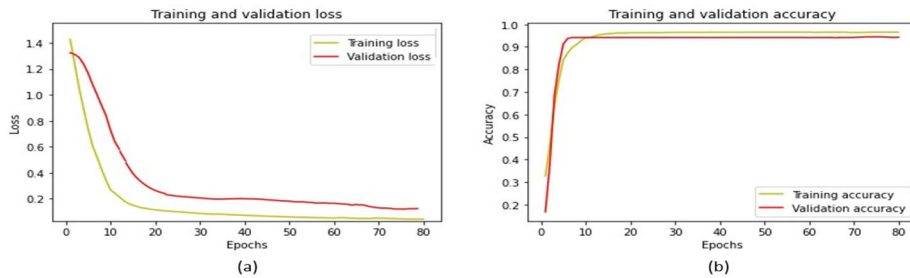 Training and validation loss
1.4
1.2
1.0
0.8
0.6
0.4
0.2
Loss
Training loss
Validation loss
0 10 20 30 40 50 60 70 80
Epochs
(a)
Training and validation accuracy
1.0
0.9
0.8
0.7
0.6
0.5
0.4
0.3
0.2
Accuracy
Training accuracy
Validation accuracy
0 10 20 30 40 50 60 70 80
Epochs
(b)